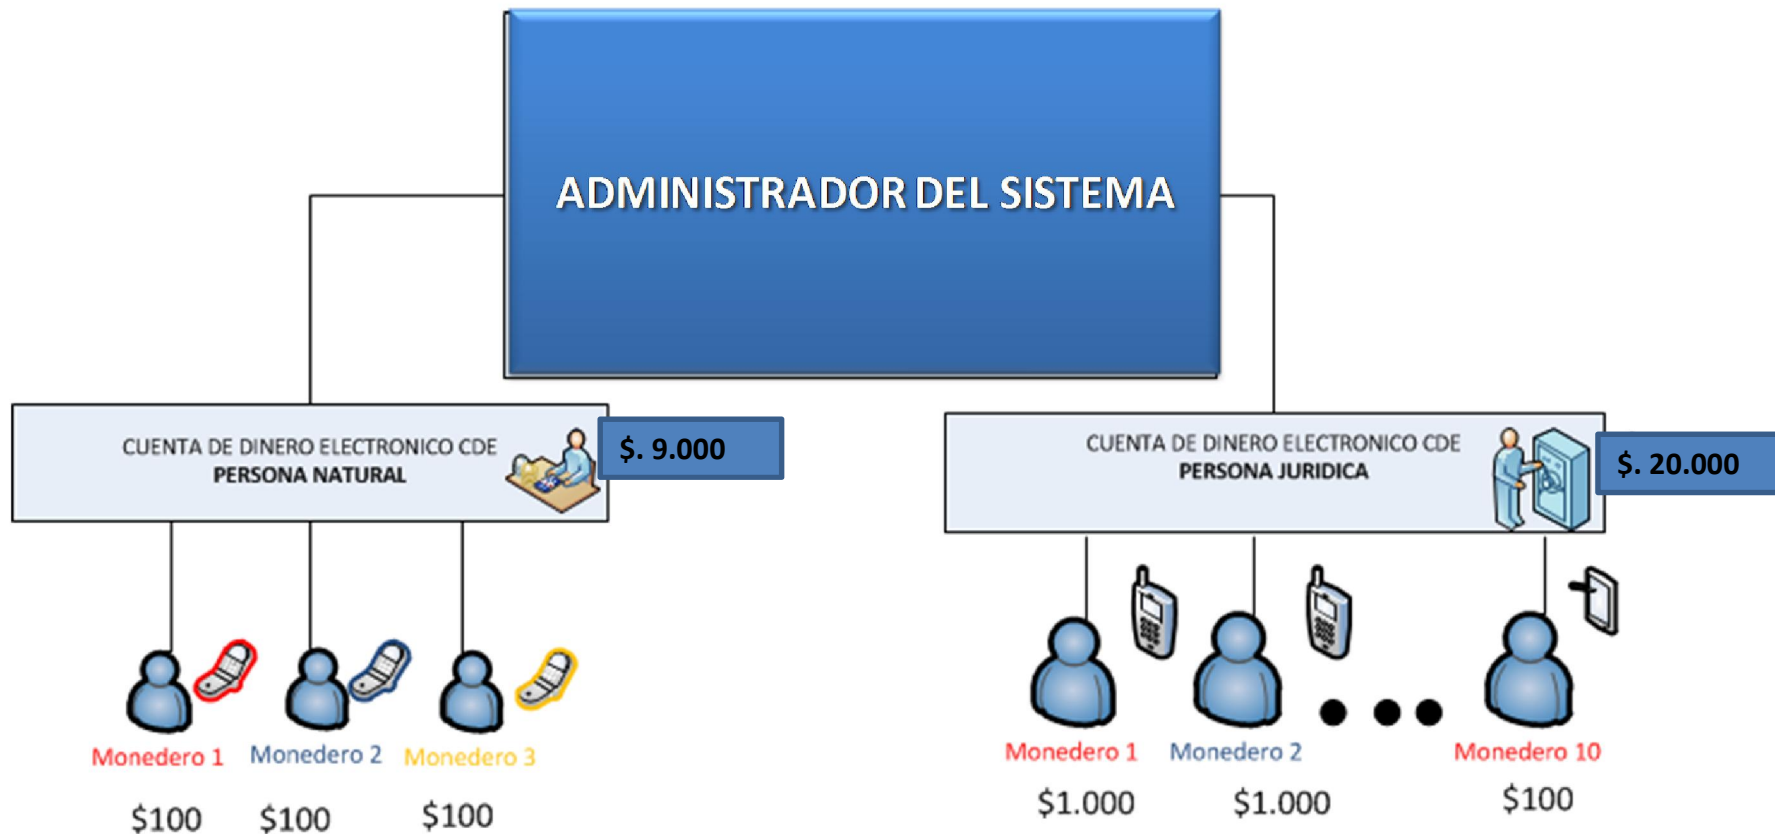 ADMINISTRADOR DEL SISTEMA
CUENTA DE DINERO ELECTRONICO CDE
PERSONA NATURAL
$. 9.000
CUENTA DE DINERO ELECTRONICO CDE
PERSONA JURIDICA
$. 20.000
Monedero 1
Monedero 2
Monedero 3
$100
$100
$100
Monedero 1
Monedero 2
Monedero 10
$1.000
$1.000
$100